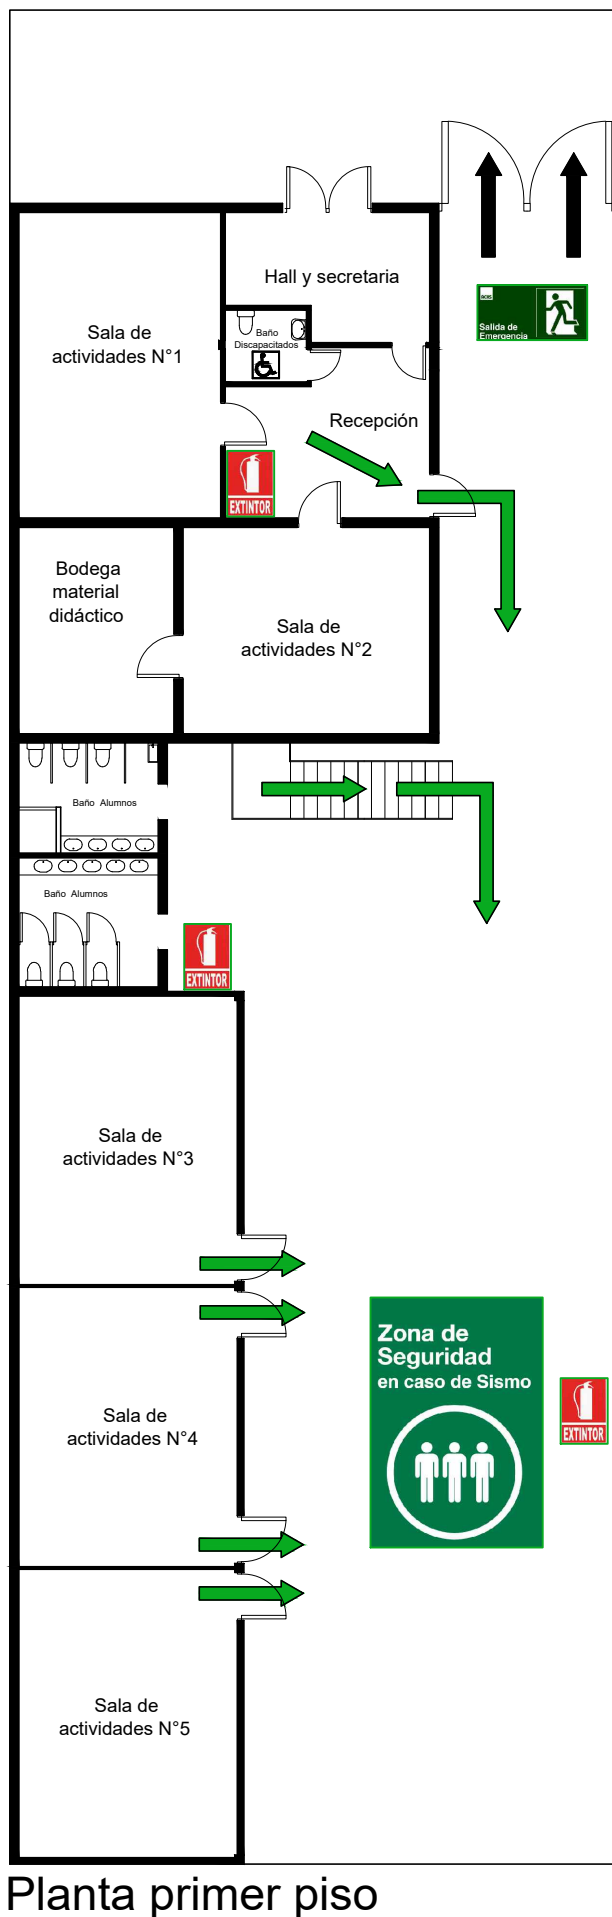 Hall y secretaria
Sala de
actividades N°1
Baño
Discapacitados
Salida de
Emergencia
Recepción
EXTINTOR
Bodega
material
didáctico
Sala de
actividades N°2
Baño Alumnos
Baño Alumnos
EXTINTOR
Sala de
actividades N°3
Zona de
Seguridad
en caso de Sismo
EXTINTOR
Sala de
actividades N°4
Sala de
actividades N°5
Planta primer piso